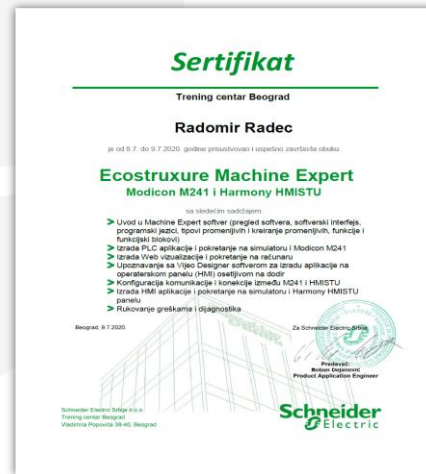 Sertifikat
Trening centar Beograd
Radomir Radec
je od 8.7. do 9.7.2020. godine prisustvovao i uspešno završio/la obuku
Ecostruxure Machine Expert
Modicon M241 i Harmony HMISTU
sa sledećim sadržajem:
Uvod u Machine Expert softver (pregled softvera, softverski interfejs,
programski jezici, tipovi promenljivih i kreiranje promenljivih, funkcije i
funkcijski blokovi)
Izrada PLC aplikacije i pokretanje na simulatoru i Modicon M241
Izrada Web vizualizacije i pokretanje na računaru
Upoznavanje sa Vijeo Designer softverom za izradu aplikacije na
operaterskom panelu (HMI) osetljivom na dodir
Konfiguracija komunikacije i konekcije između M241 i HMISTU
Izrada HMI aplikacije i pokretanje na simulatoru i Harmony HMISTU
panelu
Rukovanje greškama i dijagnostika
Beograd, 9.7.2020.
Za Schneider Electric Srbija
Predavač:
Boban Dejanović
Product Application Engineer
Schneider Electric Srbija d.o.o.
Trening centar Beograd
Vladimira Popovića 38-40, Beograd
Schneider
Electric